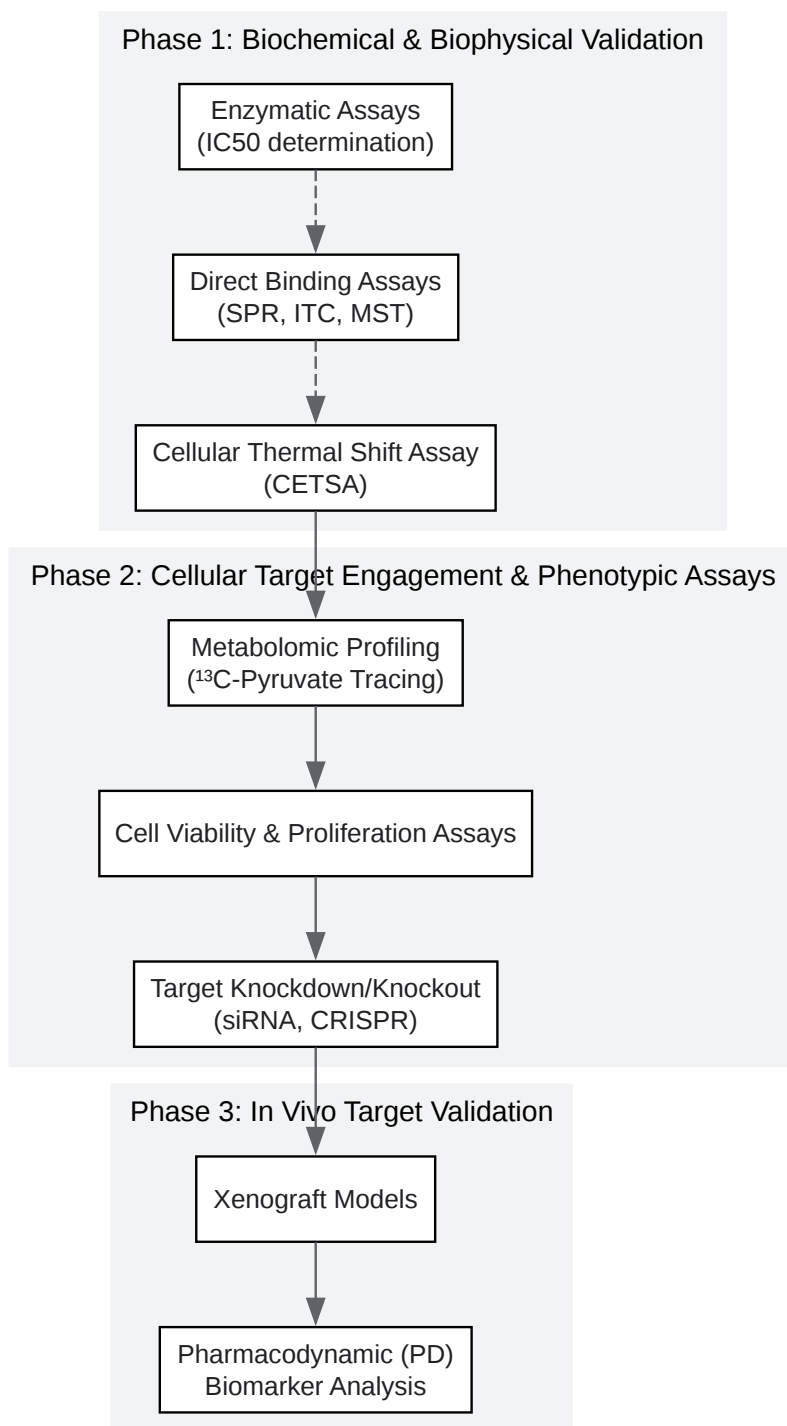 Phase 1: Biochemical & Biophysical Validation
Enzymatic Assays
(IC50 determination)
Direct Binding Assays
(SPR, ITC, MST)
Cellular Thermal Shift Assay
(CETSA)
Phase 2: Cellular Target Engagement & Phenotypic Assays
Metabolomic Profiling
(¹³C-Pyruvate Tracing)
Cell Viability & Proliferation Assays
Target Knockdown/Knockout
(siRNA, CRISPR)
Phase 3: In Vivo Target Validation
Xenograft Models
Pharmacodynamic (PD)
Biomarker Analysis